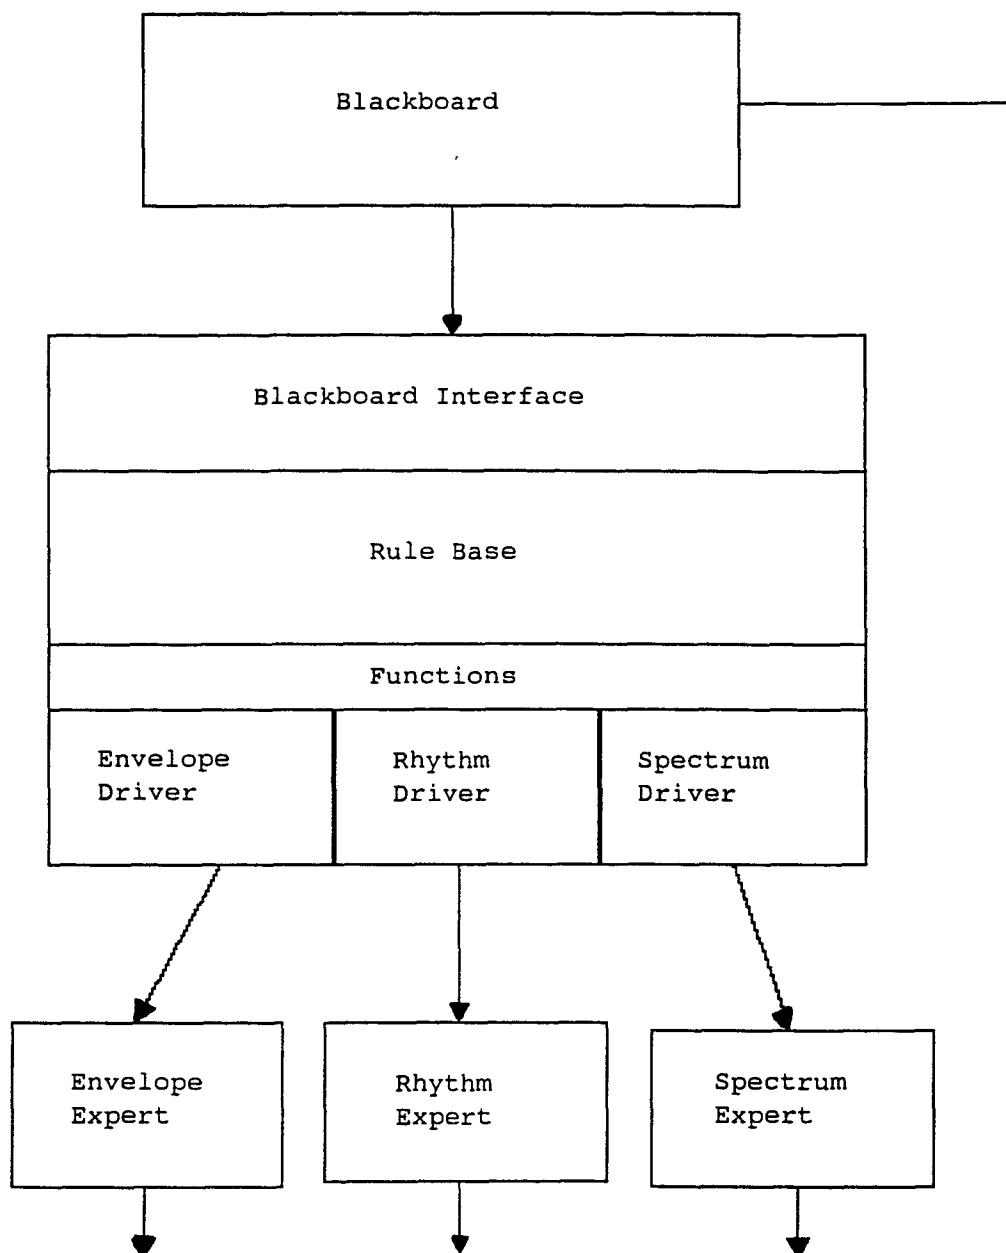 Blackboard
Blackboard Interface
Rule Base
Functions
Envelope
Driver
Rhythm
Driver
Spectrum
Driver
Envelope
Expert
Rhythm
Expert
Spectrum
Expert